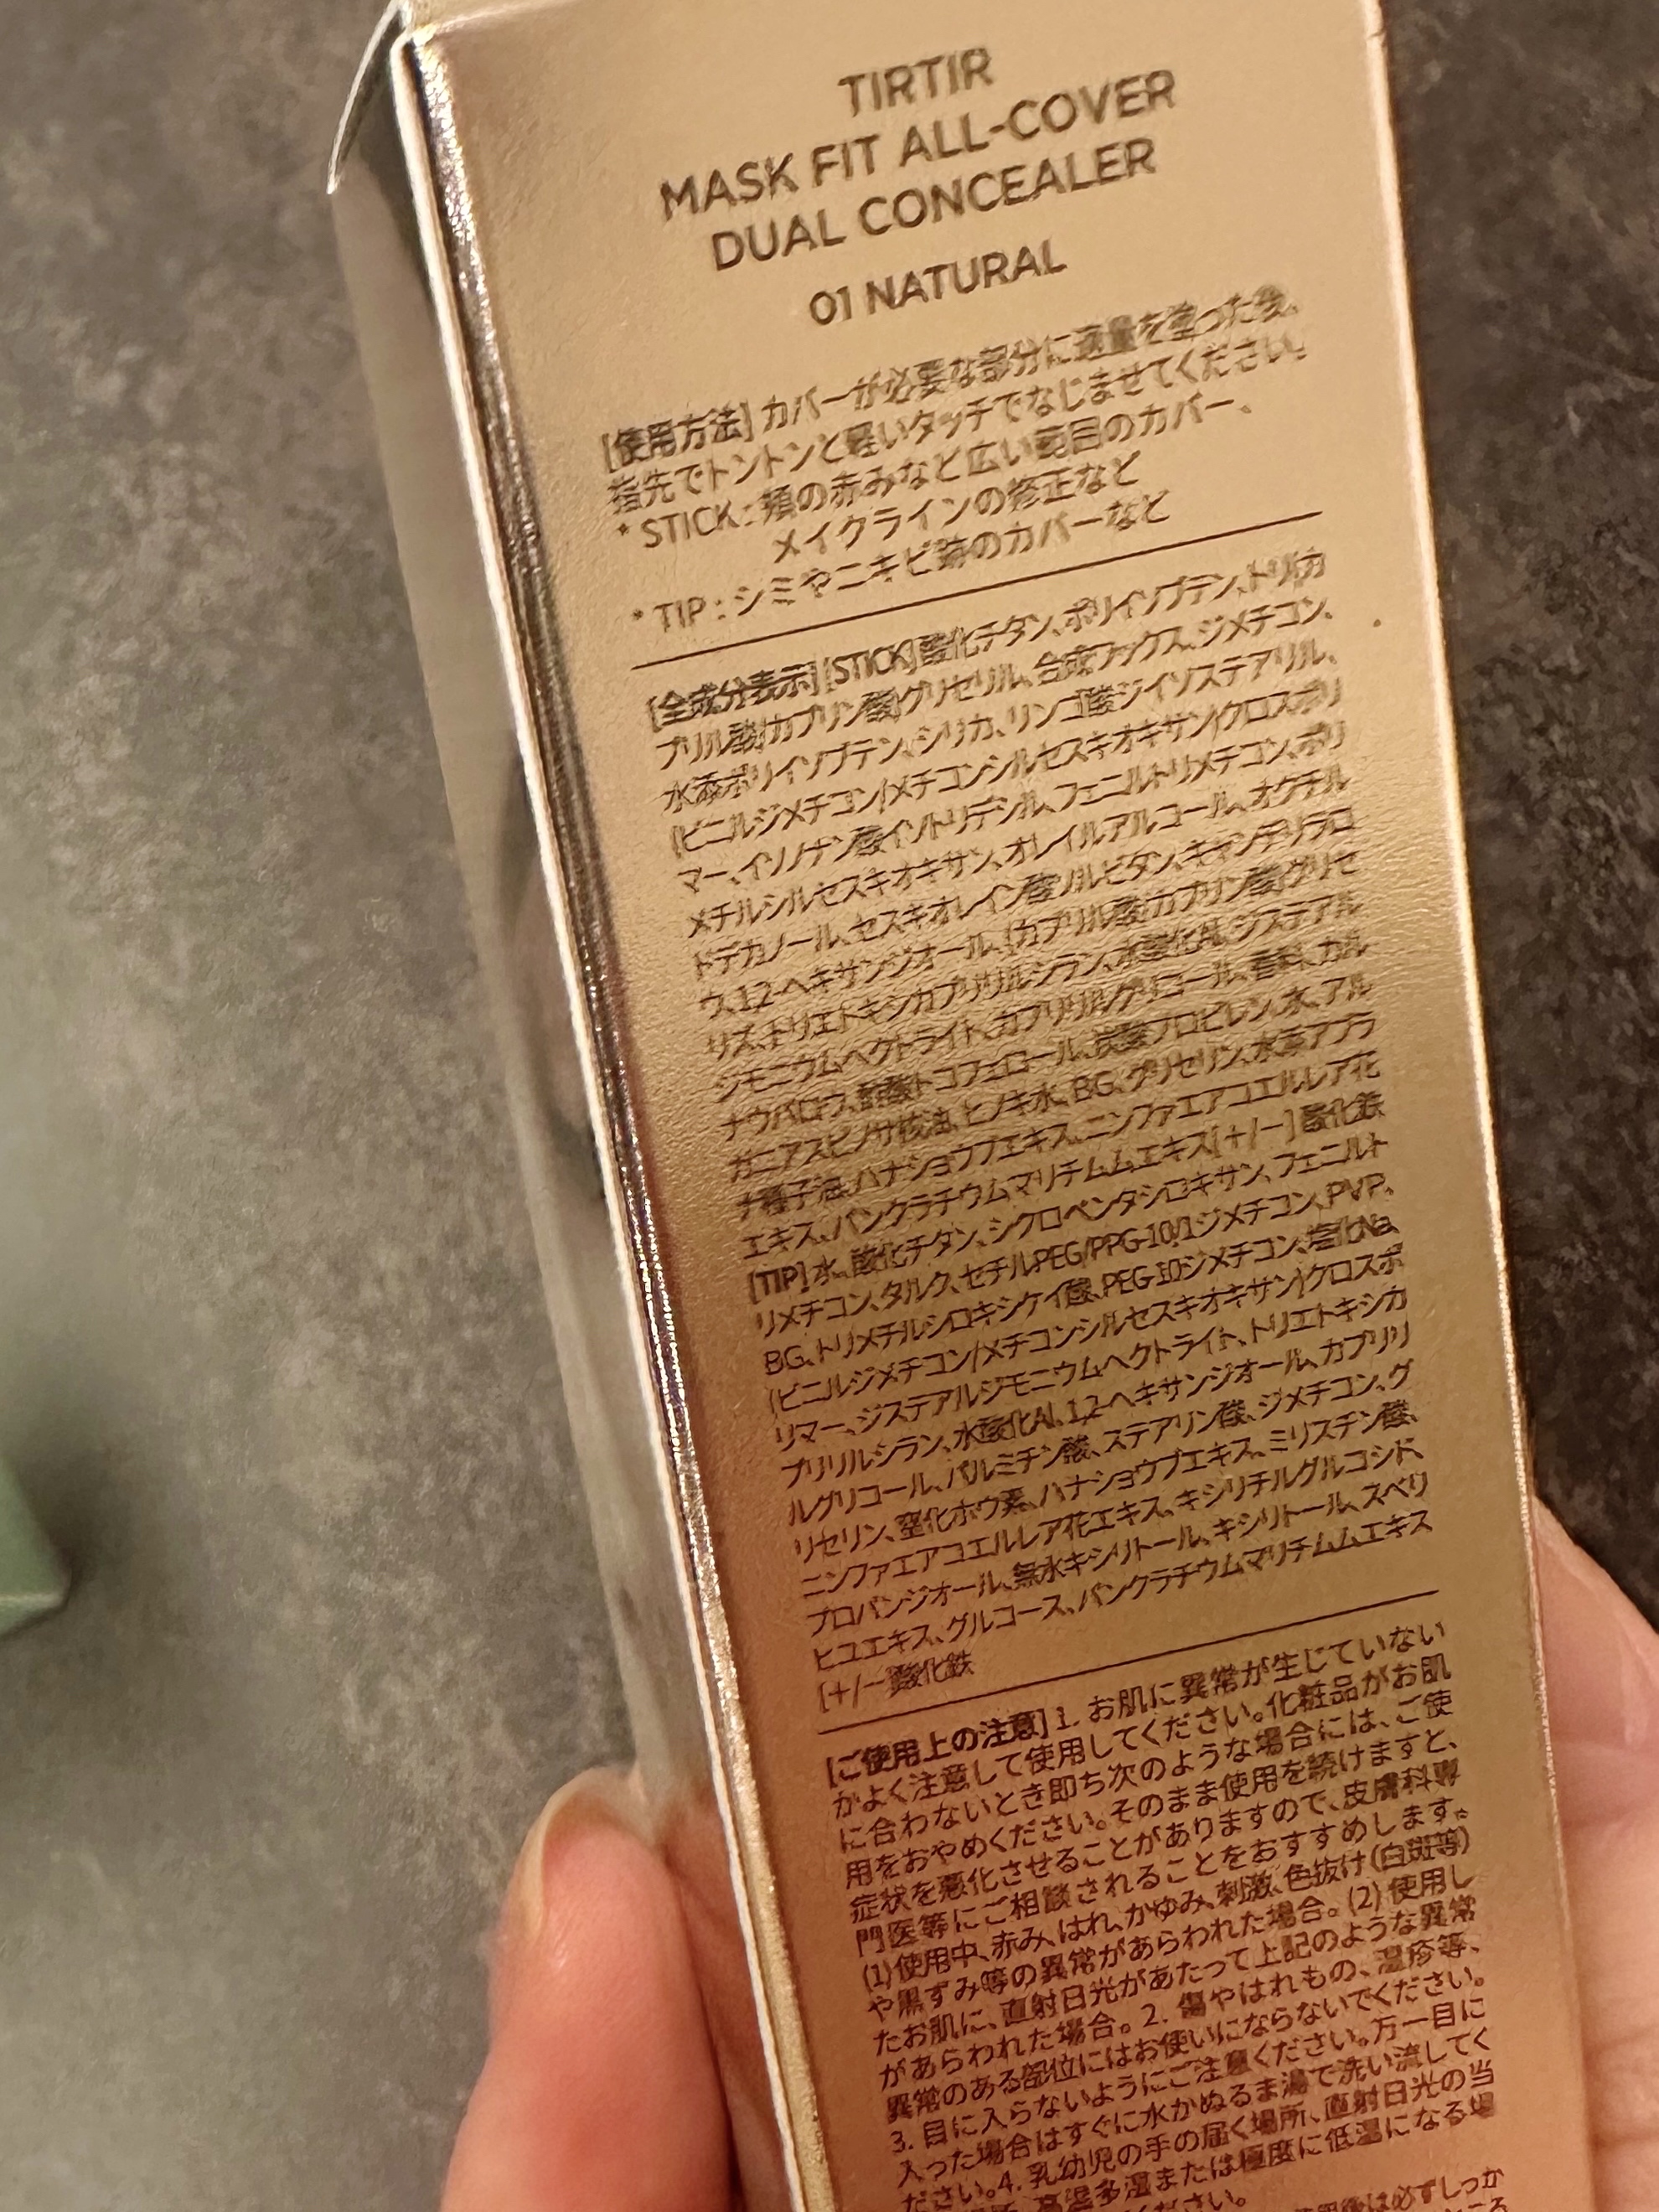 TIRTIR
MASK FIT ALL-COVER
DUAL CONCEALER
01 NATURAL
[使用方法] カバーが必要な部分に適量を塗った後、
指先でトントンと軽いタッチでなじませてください。
* STICK : 頬の赤みなど広い範囲のカバー、
メイクラインの修正など
* TIP : シミやニキビ跡のカバーなど
[全成分表示] [STICK] 酸化チタン、ポリイソブテン、トリ(カ
プリル酸/カプリン酸)グリセリル、合成ワックス、ジメチコン、
水添ポリイソブテン、シリカ、リンゴ酸ジイソステアリル、
(ビニルジメチコン/メチコンシルセスキオキサン)クロスポリ
マー、イソノナン酸イソトリデシル、フェニルトリメチコン、ポリ
メチルシルセスキオキサン、オレイルアルコール、オクチル
ドデカノール、セスキオレイン酸ソルビタン、キャンデリラロ
ウ、1,2-ヘキサンジオール、(カプリル酸/カプリン酸)グリセ
リズ、トリエトキシカプリリルシラン、水酸化Al、ジステアル
ジモニウムヘクトライト、カプリリルグリコール、香料、カル
ナウバロウ、酢酸トコフェロール、炭酸プロピレン、水、アル
ガニアスピノサ核油、ヒノキ水、BG、グリセリン、水素アブラ
ナ種子油、ハナショウブエキス、ニンファエアコエルレア花
エキス、パンクラチウムマリチムムエキス[+/−] 酸化鉄
[TIP] 水、酸化チタン、シクロペンタシロキサン、フェニルト
リメチコン、タルク、セチルPEG/PPG-10/1ジメチコン、PVP、
BG、トリメチルシロキシケイ酸、PEG-10ジメチコン、塩化Na、
(ビニルジメチコン/メチコンシルセスキオキサン)クロスポ
リマー、ジステアルジモニウムヘクトライト、トリエトキシカ
プリリルシラン、水酸化Al、1,2-ヘキサンジオール、カプリリ
ルグリコール、パルミチン酸、ステアリン酸、ジメチコン、グ
リセリン、窒化ホウ素、ハナショウブエキス、ミリスチン酸、
ニンファエアコエルレア花エキス、キシリチルグルコシド、
プロパンジオール、無水キシリトール、キシリトール、スベリ
ヒユエキス、グルコース、パンクラチウムマリチムムエキス
[+/−]酸化鉄
[ご使用上の注意] 1. お肌に異常が生じていない
かよく注意して使用してください。化粧品がお肌
に合わないとき即ち次のような場合には、ご使
用をおやめください。そのまま使用を続けますと、
症状を悪化させることがありますので、皮膚科専
門医等にご相談されることをおすすめします。
(1) 使用中、赤み、はれ、かゆみ、刺激、色抜け(白斑等)
や黒ずみ等の異常があらわれた場合。 (2) 使用し
たお肌に、直射日光があたって上記のような異常
があらわれた場合。 2. 傷やはれもの、湿疹等、
異常のある部位にはお使いにならないでください。
3. 目に入らないようにご注意ください。万一目に
入った場合はすぐに水かぬるま湯で洗い流してく
ださい。4. 乳幼児の手の届く場所、直射日光の当
高温多湿または極度に低温になる場
ください。
後は必ずしっか